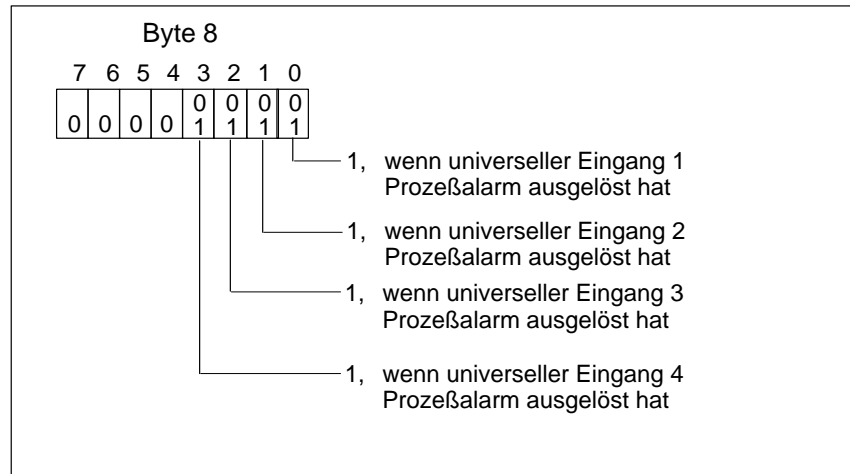 Byte 8
7 6 5 4 3 2 1 0
0 0 0 0
0 0 0 0 1 1 1 1
1, wenn universeller Eingang 1
Prozeßalarm ausgelöst hat
1, wenn universeller Eingang 2
Prozeßalarm ausgelöst hat
1, wenn universeller Eingang 3
Prozeßalarm ausgelöst hat
1, wenn universeller Eingang 4
Prozeßalarm ausgelöst hat